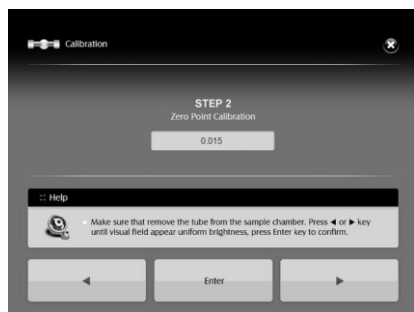 Calibration
STEP 2
Zero Point Calibration
0.015
:: Help
Make sure that remove the tube from the sample chamber. Press ◄ or ► key
until visual field appear uniform brightness, press Enter key to confirm.
◄ Enter ►